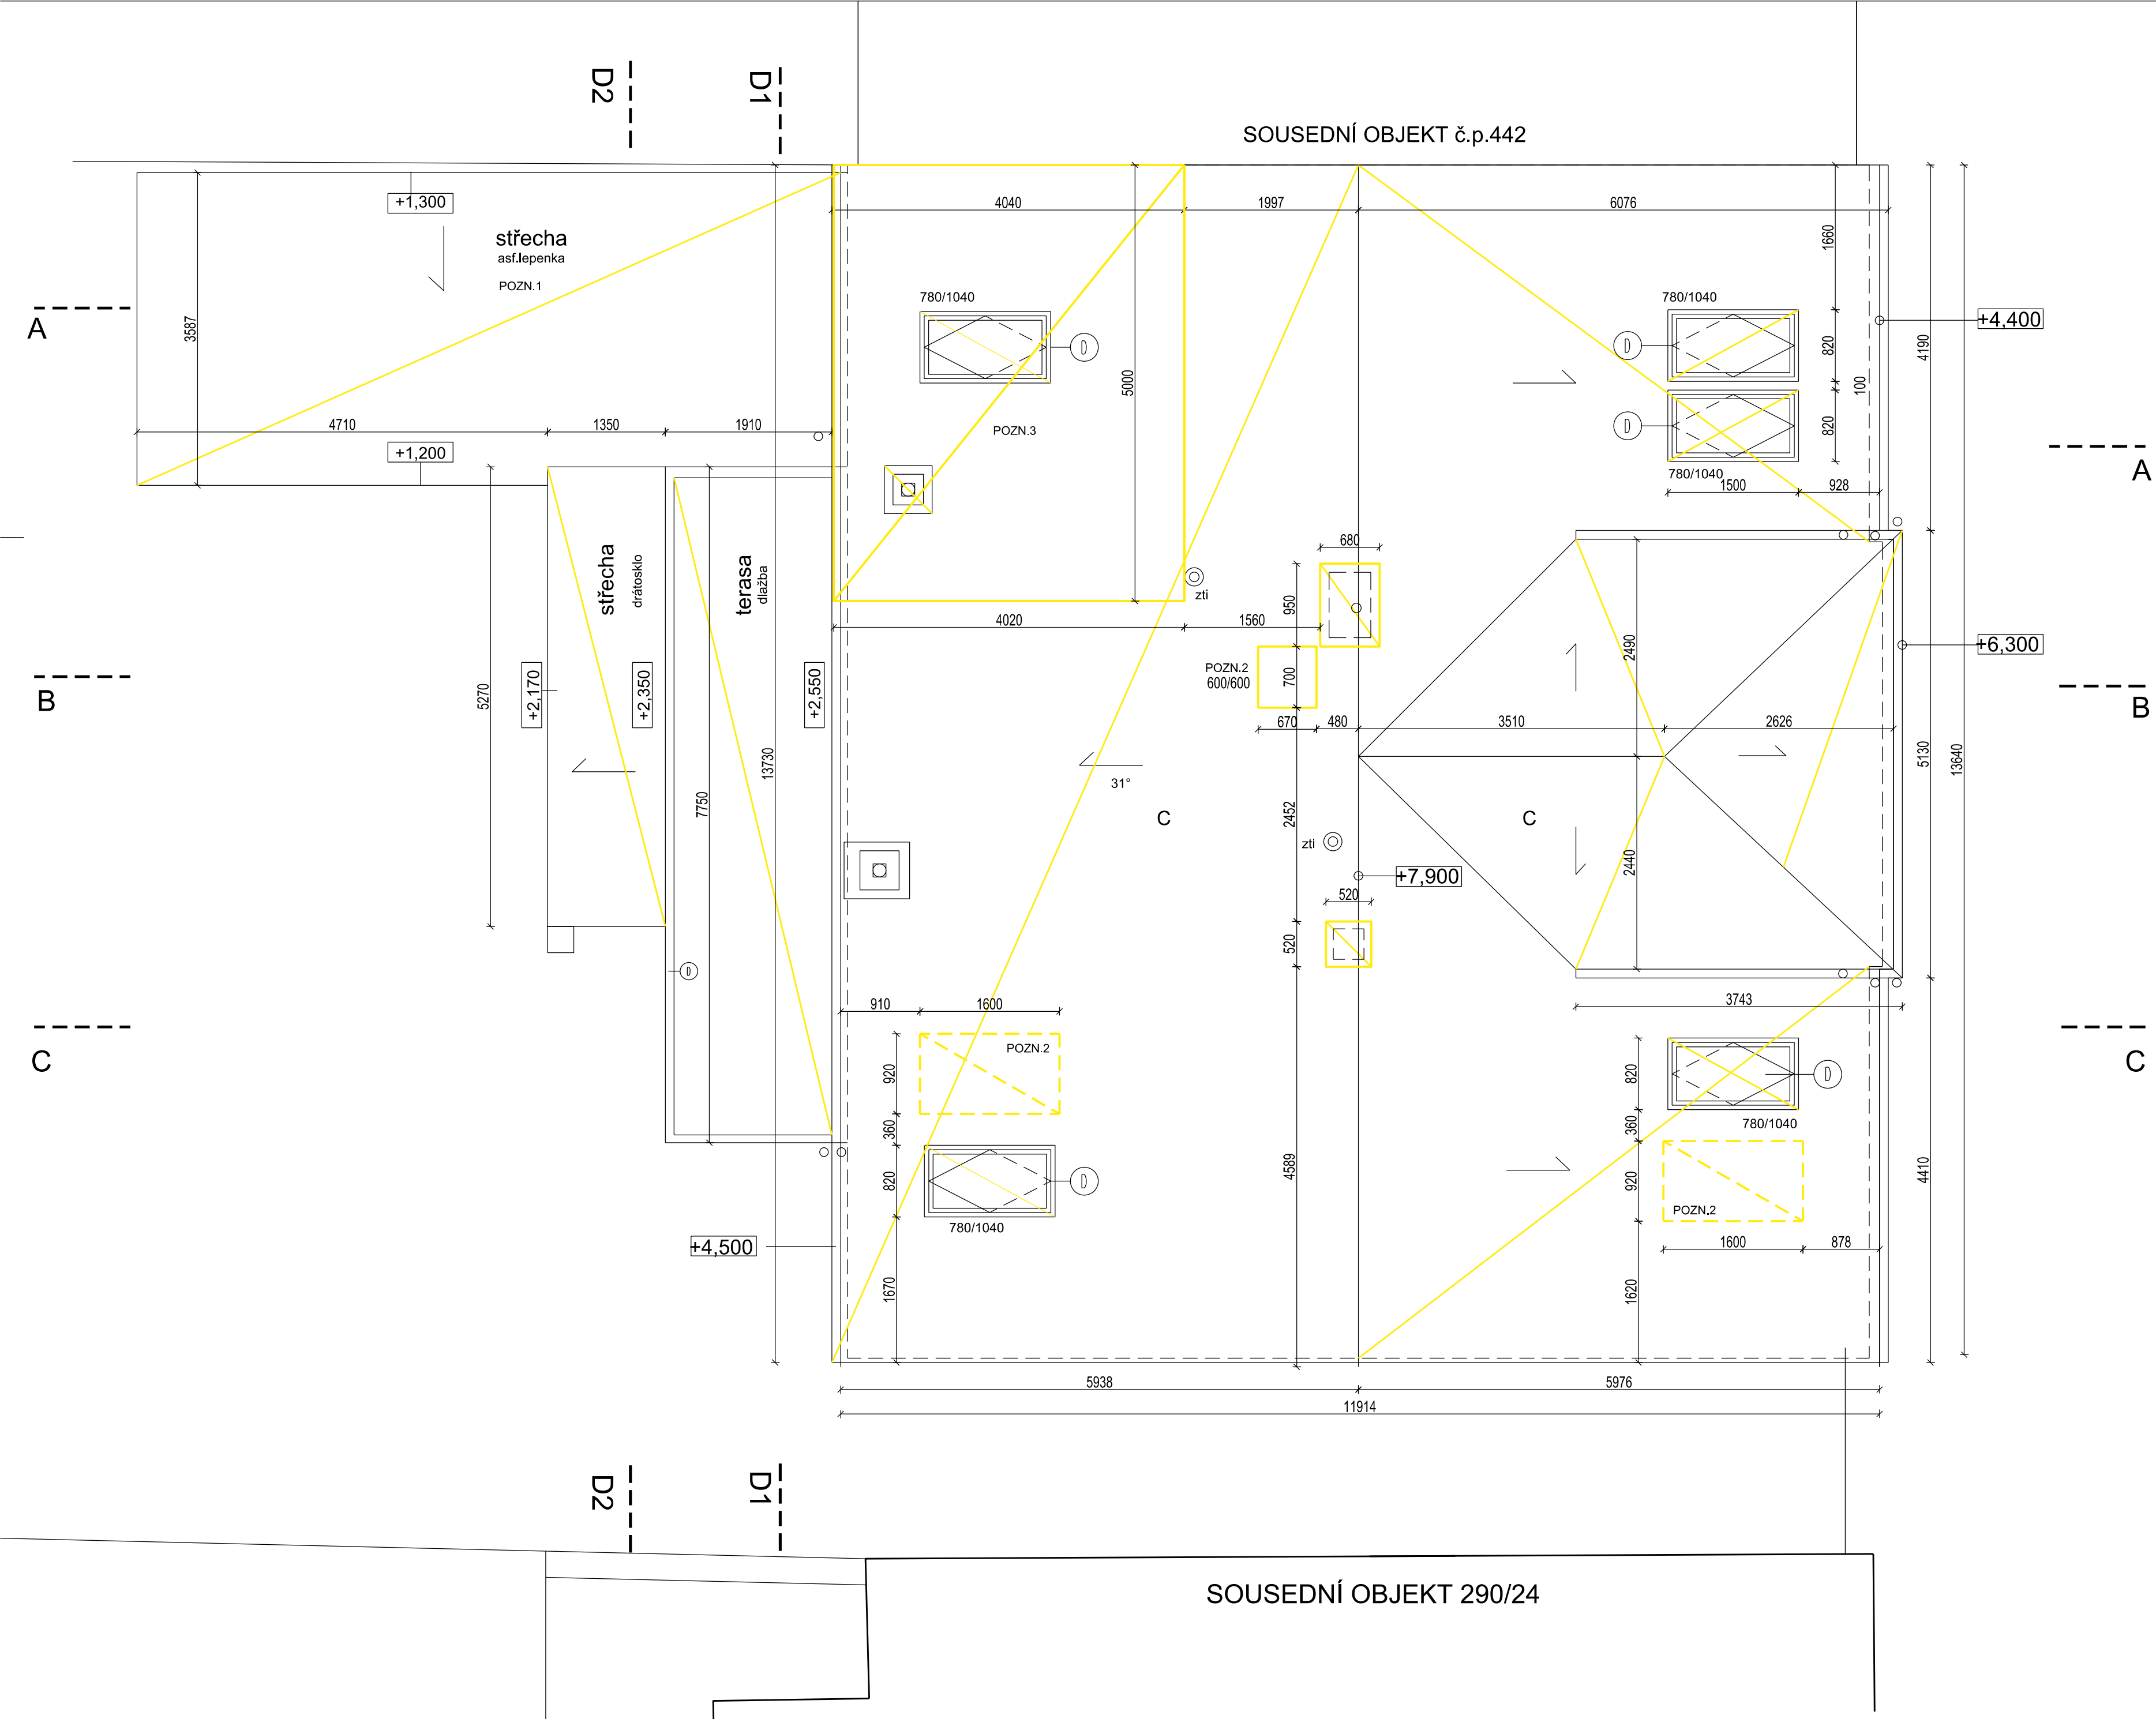 D2
D1
SOUSEDNÍ OBJEKT č.p.442
+1,300
střecha
asf.lepenka
POZN.1
3587
4710
1350
1910
+1,200
A
A
4040
1997
6076
1660
780/1040
D
5000
POZN.3
780/1040
D
820
100
D
820
780/1040
1500
928
4190
+4,400
680
950
zti
4020
1560
POZN.2
600/600
700
670
480
3510
2626
2490
+6,300
B
B
5130
13640
střecha
drátosklo
terasa
dlažba
+2,170
+2,350
+2,550
5270
7750
13730
31°
C
C
2452
zti
+7,900
2440
520
520
D
910
1600
3743
C
C
POZN.2
920
360
820
D
780/1040
1670
+4,500
4589
820
D
780/1040
360
920
POZN.2
1600
878
1620
4410
5938
5976
11914
D2
D1
SOUSEDNÍ OBJEKT 290/24